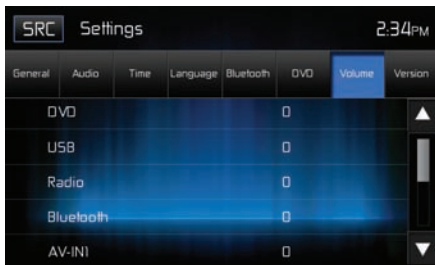 SRC Settings 2:34PM
General Audio Time Language Bluetooth DVD Volume Version
DVD 0
USB 0
Radio 0
Bluetooth 0
AV-IN1 0